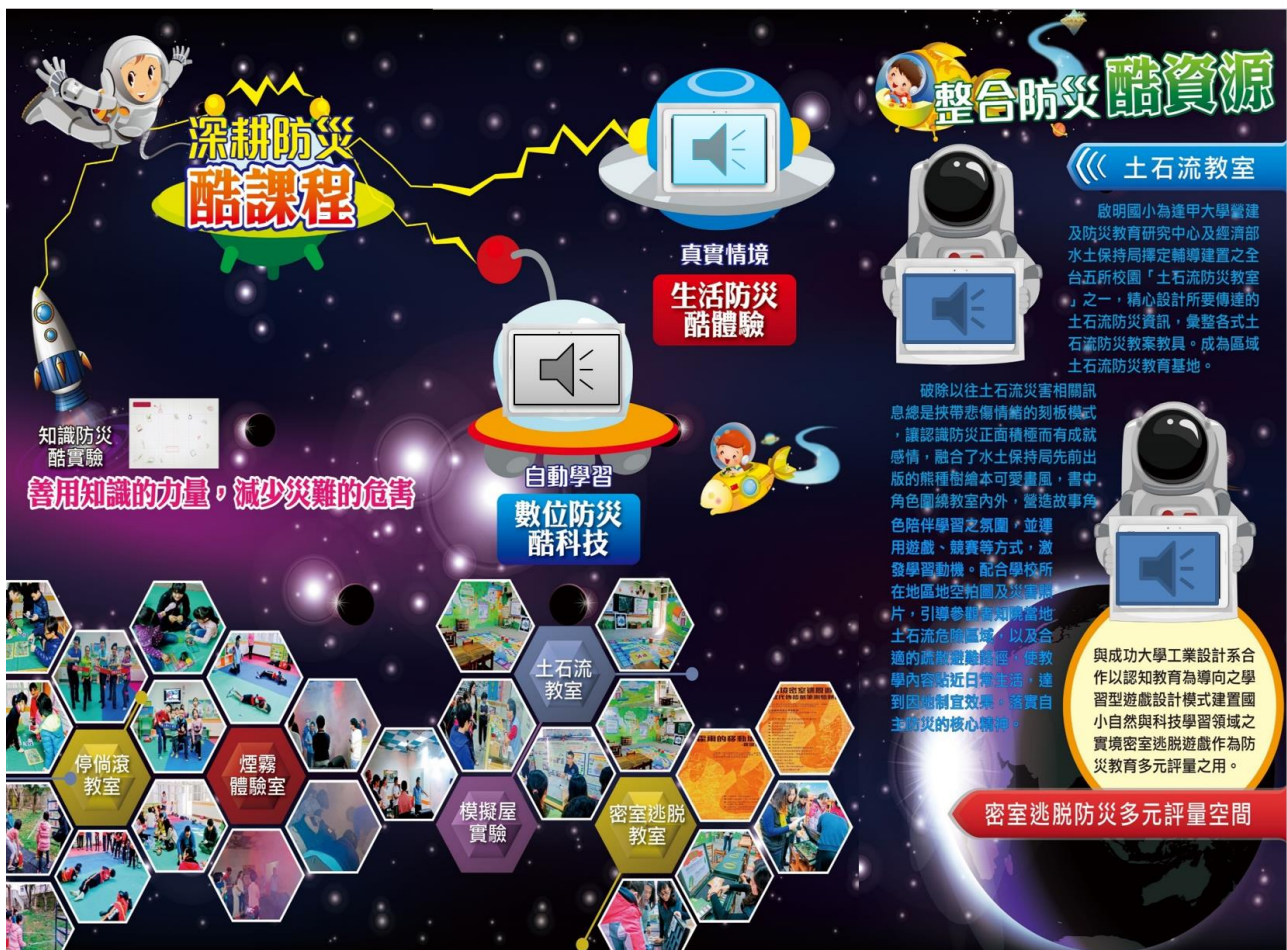 深耕防災
酷課程
真實情境
生活防災
酷體驗
知識防災
酷實驗
善用知識的力量，減少災難的危害
自動學習
數位防災
酷科技
停倘滾
教室
煙霧
體驗室
土石流
教室
模擬屋
實驗
密室逃脱
教室
整合防災酷資源
土石流教室
啟明國小為逢甲大學營建
及防災教育研究中心及經濟部
水土保持局擇定輔導建置之全
台五所校園「土石流防災教室
」之一，精心設計所要傳達的
土石流防災資訊，彙整各式土
石流防災教案教具。成為區域
土石流防災教育基地。
破除以往土石流災害相關訊
息總是挾帶悲傷情緒的刻板模式
，讓認識防災正面積極而有成就
感情，融合了水土保持局先前出
版的熊種樹繪本可愛畫風，書中
角色圍繞教室內外，營造故事角
色陪伴學習之氛圍，並運
用遊戲、競賽等方式，激
發學習動機。配合學校所
在地區地空拍圖及災害照
片，引導參觀者知曉當地
土石流危險區域，以及合
適的疏散避難路徑，使教
學內容貼近日常生活，達
到因地制宜效果。落實自
主防災的核心精神。
與成功大學工業設計系合
作以認知教育為導向之學
習型遊戲設計模式建置國
小自然與科技學習領域之
實境密室逃脱遊戲作為防
災教育多元評量之用。
密室逃脱防災多元評量空間